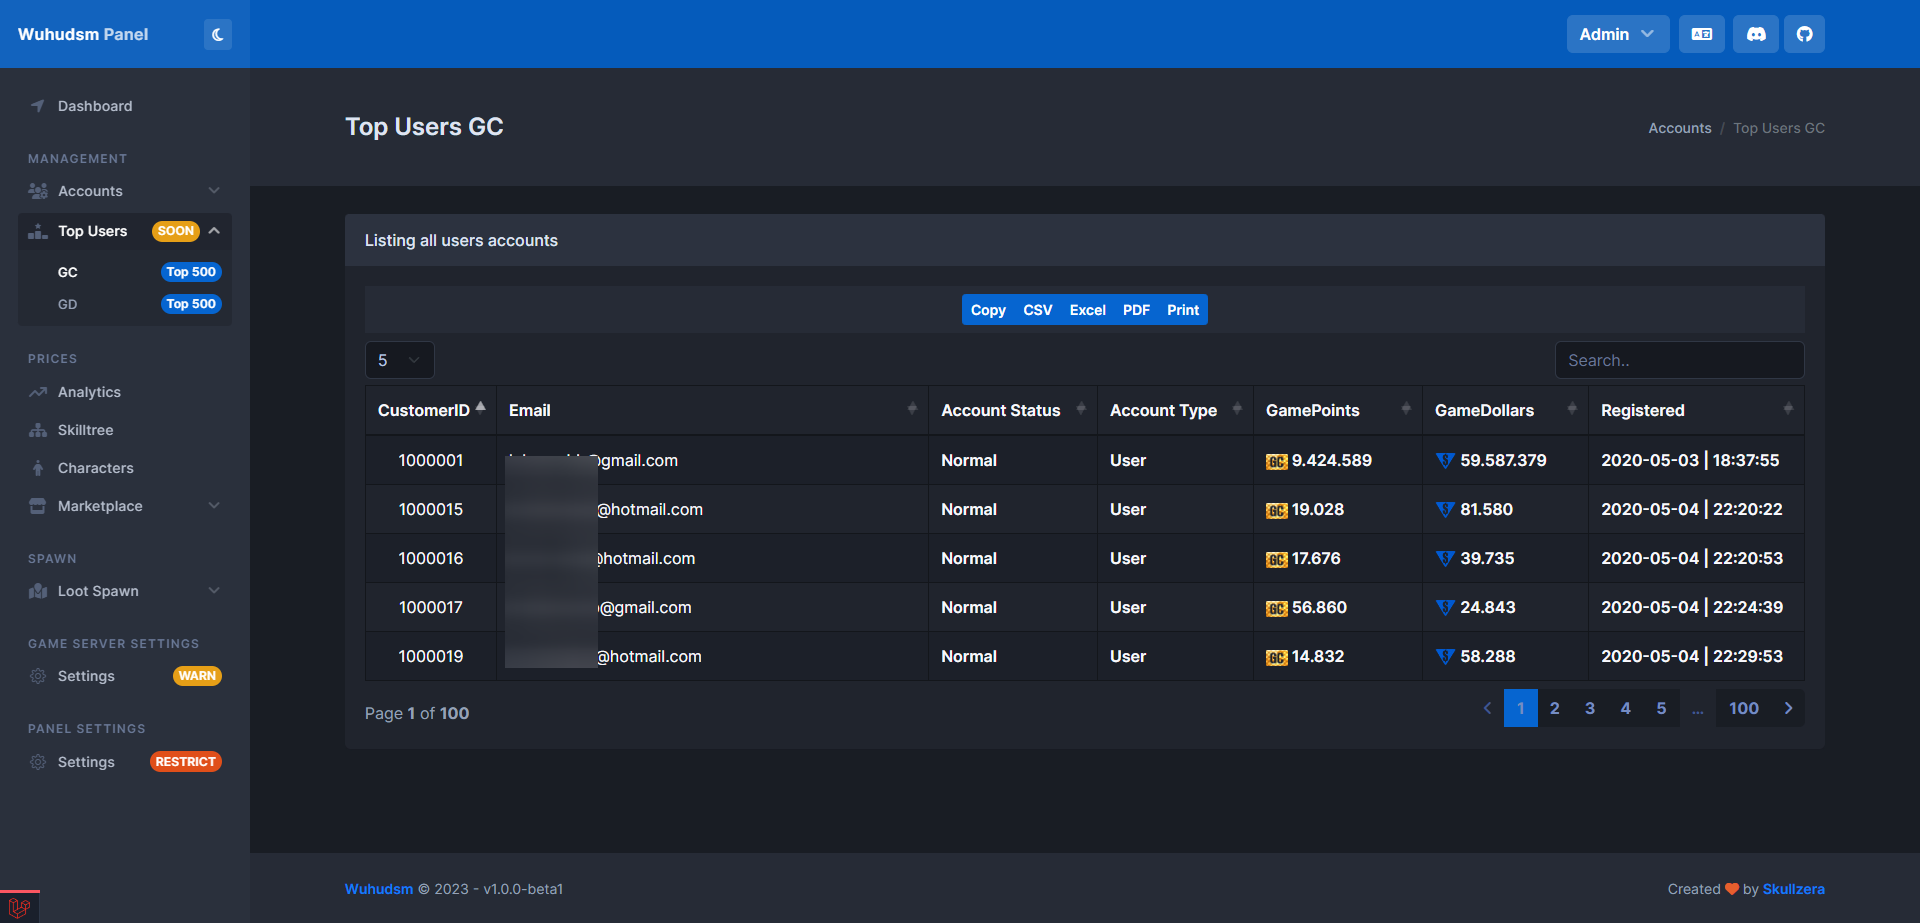 Wuhudsm Panel
Admin
Dashboard
MANAGEMENT
Accounts
Top Users SOON
GC Top 500
GD Top 500
PRICES
Analytics
Skilltree
Characters
Marketplace
SPAWN
Loot Spawn
GAME SERVER SETTINGS
Settings WARN
PANEL SETTINGS
Settings RESTRICT
Top Users GC
Accounts / Top Users GC
Listing all users accounts
Copy CSV Excel PDF Print
5
Search..
CustomerID Email Account Status Account Type GamePoints GameDollars Registered
1000001 @gmail.com Normal User GC 9.424.589 59.587.379 2020-05-03 | 18:37:55
1000015 @hotmail.com Normal User GC 19.028 81.580 2020-05-04 | 22:20:22
1000016 @hotmail.com Normal User GC 17.676 39.735 2020-05-04 | 22:20:53
1000017 @gmail.com Normal User GC 56.860 24.843 2020-05-04 | 22:24:39
1000019 @hotmail.com Normal User GC 14.832 58.288 2020-05-04 | 22:29:53
Page 1 of 100
1 2 3 4 5 ... 100
Wuhudsm © 2023 - v1.0.0-beta1
Created by Skullzera